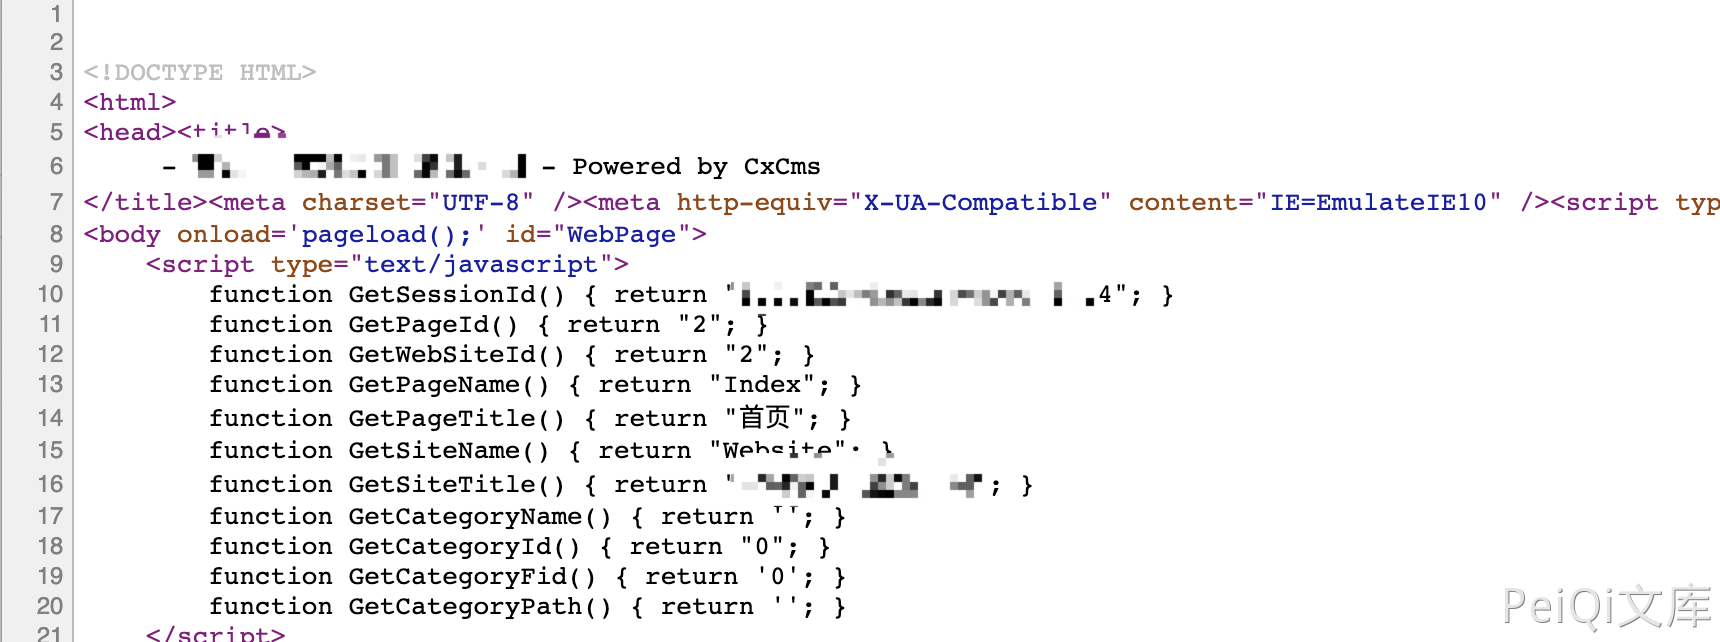 1
2
3 <!DOCTYPE HTML>
4 <html>
5 <head><title>
6 - - Powered by CxCms
7 </title><meta charset="UTF-8" /><meta http-equiv="X-UA-Compatible" content="IE=EmulateIE10" /><script typ
8 <body onload='pageload();' id="WebPage">
9 <script type="text/javascript">
10 function GetSessionId() { return " 4"; }
11 function GetPageId() { return "2"; }
12 function GetWebSiteId() { return "2"; }
13 function GetPageName() { return "Index"; }
14 function GetPageTitle() { return "首页"; }
15 function GetSiteName() { return "Website"; }
16 function GetSiteTitle() { return " "; }
17 function GetCategoryName() { return ''; }
18 function GetCategoryId() { return "0"; }
19 function GetCategoryFid() { return '0'; }
20 function GetCategoryPath() { return ''; }
21 </script>
PeiQi文库